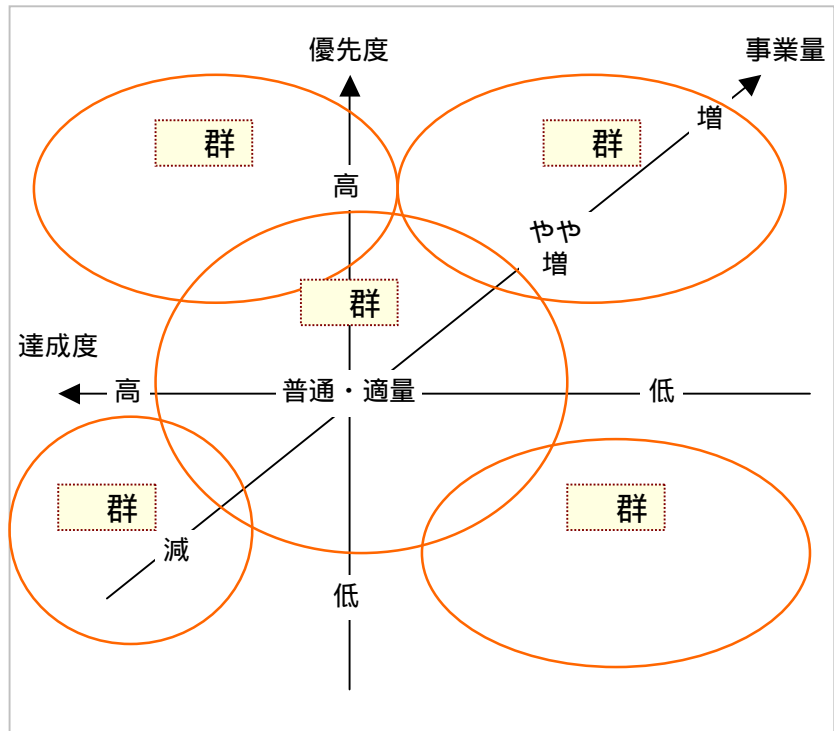 優先度
事業量
増
群
群
高
やや
増
群
達成度
高
普通・適量
低
群
群
減
低